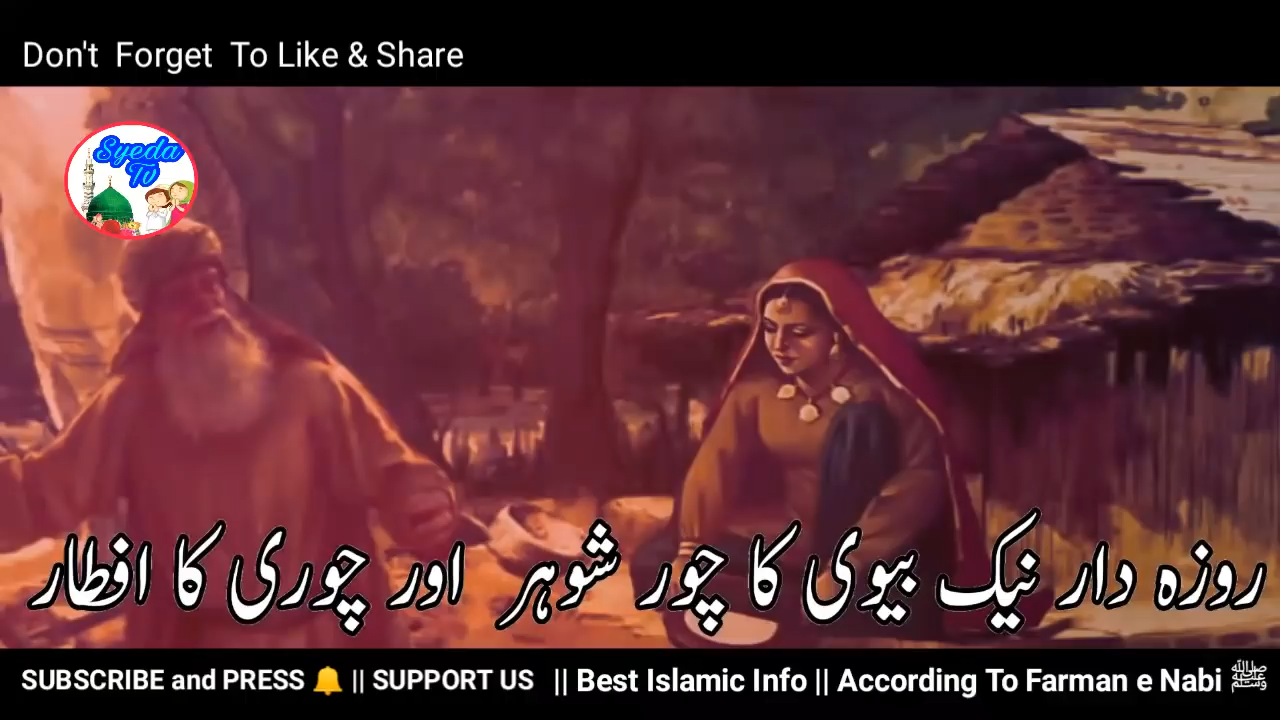 Don't Forget To Like & Share
Syeda
Tv
روزہ دار نیک بیوی کا چور شوہر اور چوری کا افطار
SUBSCRIBE and PRESS 🔔 || SUPPORT US || Best Islamic Info || According To Farman e Nabi ﷺ